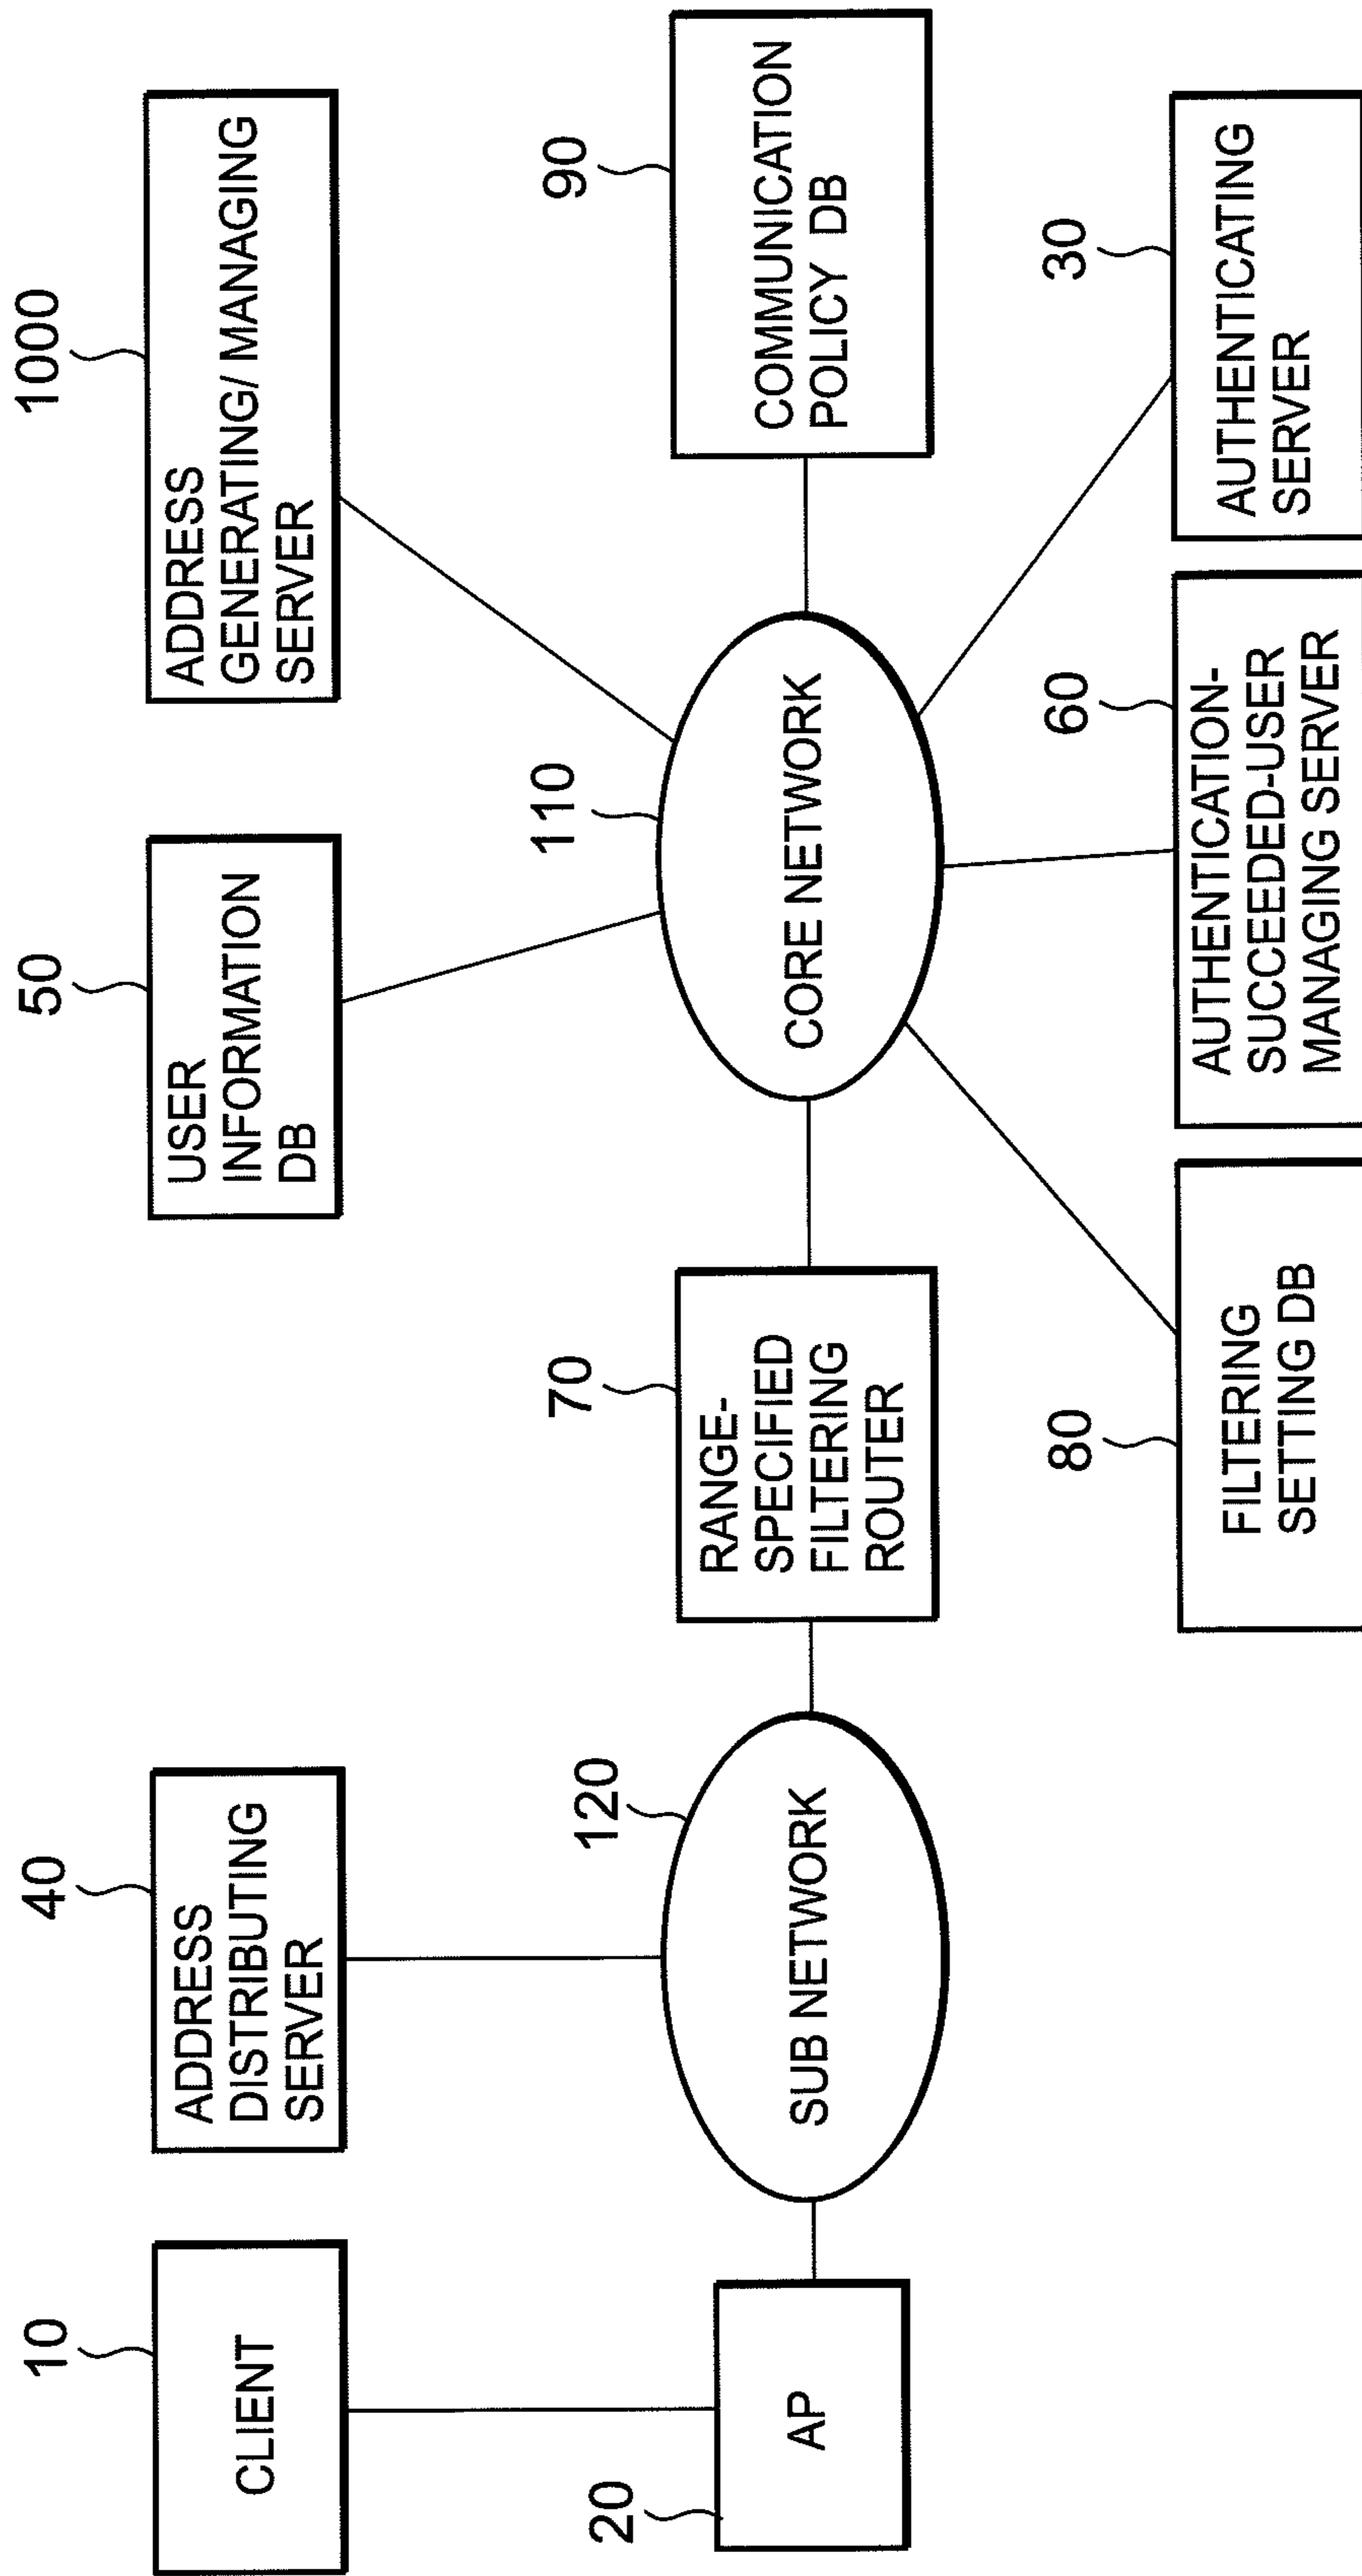 10
CLIENT
20
AP
40
ADDRESS
DISTRIBUTING
SERVER
120
SUB NETWORK
70
RANGE-
SPECIFIED
FILTERING
ROUTER
50
USER
INFORMATION
DB
1000
ADDRESS
GENERATING/ MANAGING
SERVER
110
CORE NETWORK
90
COMMUNICATION
POLICY DB
80
FILTERING
SETTING DB
60
AUTHENTICATION-
SUCCEEDED-USER
MANAGING SERVER
30
AUTHENTICATING
SERVER